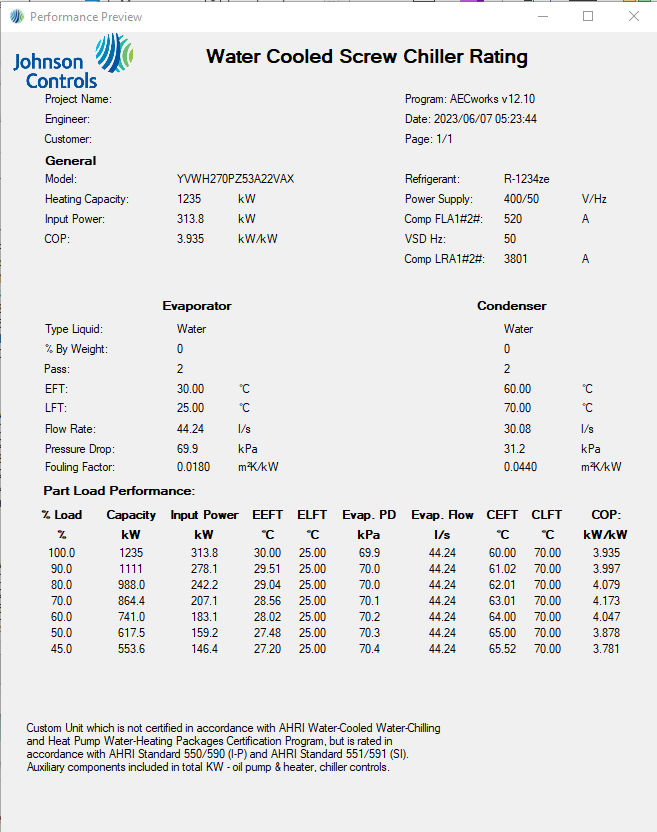 Performance Preview
Johnson Controls
Water Cooled Screw Chiller Rating
Project Name: Program: AECworks v12.10
Engineer: Date: 2023/06/07 05:23:44
Customer: Page: 1/1
General
Model: YVWH270PZ53A22VAX Refrigerant: R-1234ze
Heating Capacity: 1235 kW Power Supply: 400/50 V/Hz
Input Power: 313.8 kW Comp FLA1#2#: 520 A
COP: 3.935 kW/kW VSD Hz: 50
Comp LRA1#2#: 3801 A
Evaporator Condenser
Type Liquid: Water Water
% By Weight: 0 0
Pass: 2 2
EFT: 30.00 °C 60.00 °C
LFT: 25.00 °C 70.00 °C
Flow Rate: 44.24 l/s 30.08 l/s
Pressure Drop: 69.9 kPa 31.2 kPa
Fouling Factor: 0.0180 m²K/kW 0.0440 m²K/kW
Part Load Performance:
% Load Capacity Input Power EEFT ELFT Evap. PD Evap. Flow CEFT CLFT COP:
% kW kW °C °C kPa l/s °C °C kW/kW
100.0 1235 313.8 30.00 25.00 69.9 44.24 60.00 70.00 3.935
90.0 1111 278.1 29.51 25.00 70.0 44.24 61.02 70.00 3.997
80.0 988.0 242.2 29.04 25.00 70.0 44.24 62.01 70.00 4.079
70.0 864.4 207.1 28.56 25.00 70.1 44.24 63.01 70.00 4.173
60.0 741.0 183.1 28.02 25.00 70.2 44.24 64.00 70.00 4.047
50.0 617.5 159.2 27.48 25.00 70.3 44.24 65.00 70.00 3.878
45.0 553.6 146.4 27.20 25.00 70.4 44.24 65.52 70.00 3.781
Custom Unit which is not certified in accordance with AHRI Water-Cooled Water-Chilling
and Heat Pump Water-Heating Packages Certification Program, but is rated in
accordance with AHRI Standard 550/590 (I-P) and AHRI Standard 551/591 (SI).
Auxiliary components included in total KW - oil pump & heater, chiller controls.